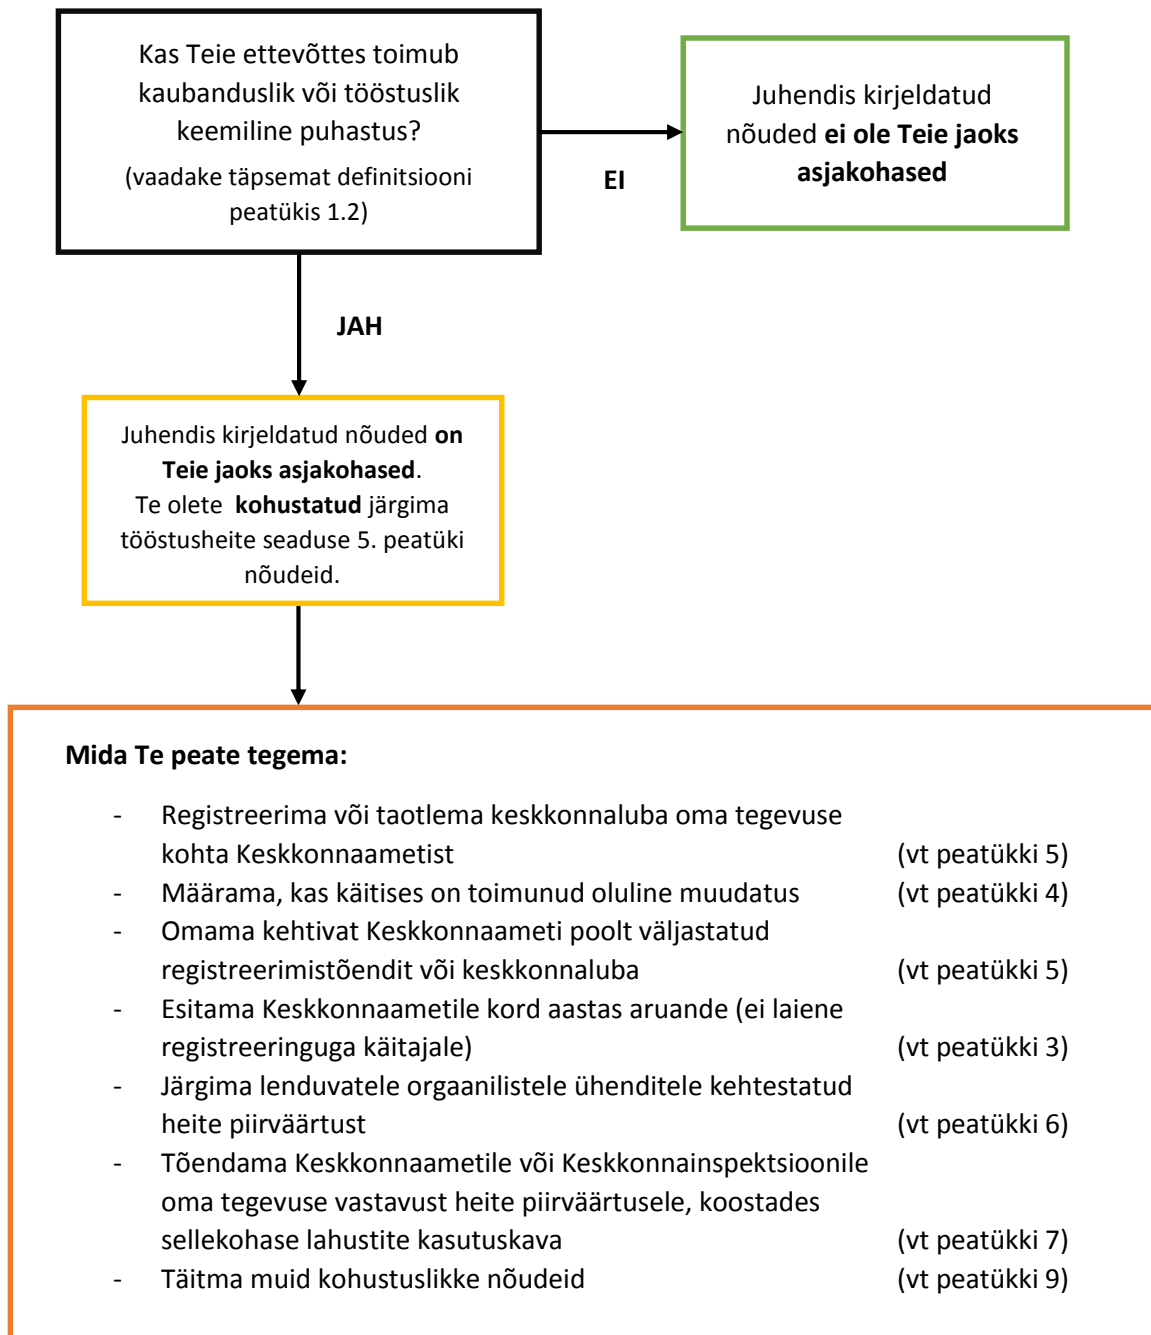 Kas Teie ettevõttes toimub
kaubanduslik või tööstuslik
keemiline puhastus?
(vaadake täpsemat definitsiooni
peatükis 1.2)
EI
Juhendis kirjeldatud
nõuded ei ole Teie jaoks
asjakohased
JAH
Juhendis kirjeldatud nõuded on
Teie jaoks asjakohased.
Te olete kohustatud järgima
tööstusheite seaduse 5. peatüki
nõudeid.
Mida Te peate tegema:
- Registreerima või taotlema keskkonnaluba oma tegevuse
kohta Keskkonnaametist (vt peatükki 5)
- Määrama, kas käitises on toimunud oluline muudatus (vt peatükki 4)
- Omama kehtivat Keskkonnaameti poolt väljastatud
registreerimistõendit või keskkonnaluba (vt peatükki 5)
- Esitama Keskkonnaametile kord aastas aruande (ei laiene
registreeringuga käitajale) (vt peatükki 3)
- Järgima lenduvatele orgaanilistele ühenditele kehtestatud
heite piirväärtust (vt peatükki 6)
- Tõendama Keskkonnaametile või Keskkonnainspektsioonile
oma tegevuse vastavust heite piirväärtusele, koostades
sellekohase lahustite kasutuskava (vt peatükki 7)
- Täitma muid kohustuslikke nõudeid (vt peatükki 9)